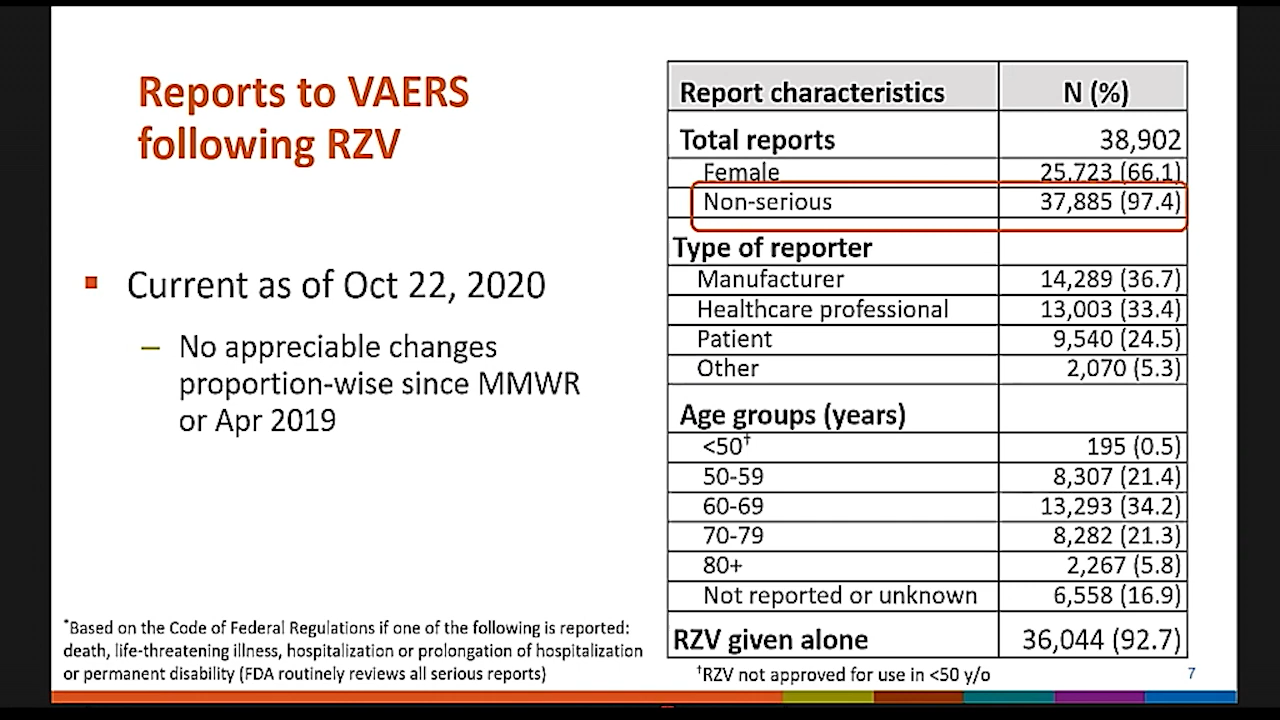 Reports to VAERS
following RZV
▪ Current as of Oct 22, 2020
– No appreciable changes
proportion-wise since MMWR
or Apr 2019
*Based on the Code of Federal Regulations if one of the following is reported:
death, life-threatening illness, hospitalization or prolongation of hospitalization
or permanent disability (FDA routinely reviews all serious reports)
Report characteristics N (%)
Total reports 38,902
Female 25,723 (66.1)
Non-serious 37,885 (97.4)
Type of reporter
Manufacturer 14,289 (36.7)
Healthcare professional 13,003 (33.4)
Patient 9,540 (24.5)
Other 2,070 (5.3)
Age groups (years)
<50† 195 (0.5)
50-59 8,307 (21.4)
60-69 13,293 (34.2)
70-79 8,282 (21.3)
80+ 2,267 (5.8)
Not reported or unknown 6,558 (16.9)
RZV given alone 36,044 (92.7)
†RZV not approved for use in <50 y/o
7